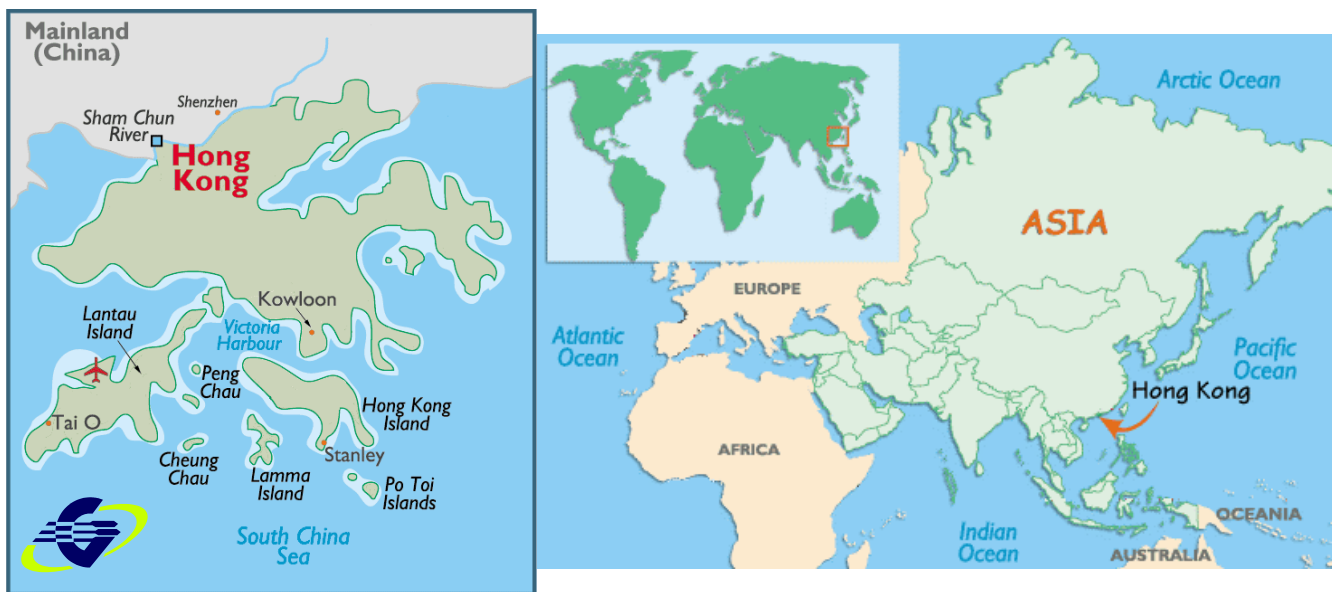 Mainland
(China)
Shenzhen
Sham Chun
River
Hong
Kong
Kowloon
Lantau
Island
Victoria
Harbour
Peng
Chau
Hong Kong
Island
Tai O
Stanley
Cheung
Chau
Lamma
Island
Po Toi
Islands
South China
Sea
Arctic Ocean
ASIA
EUROPE
Atlantic
Ocean
Pacific
Ocean
Hong Kong
AFRICA
Indian
Ocean
OCEANIA
AUSTRALIA